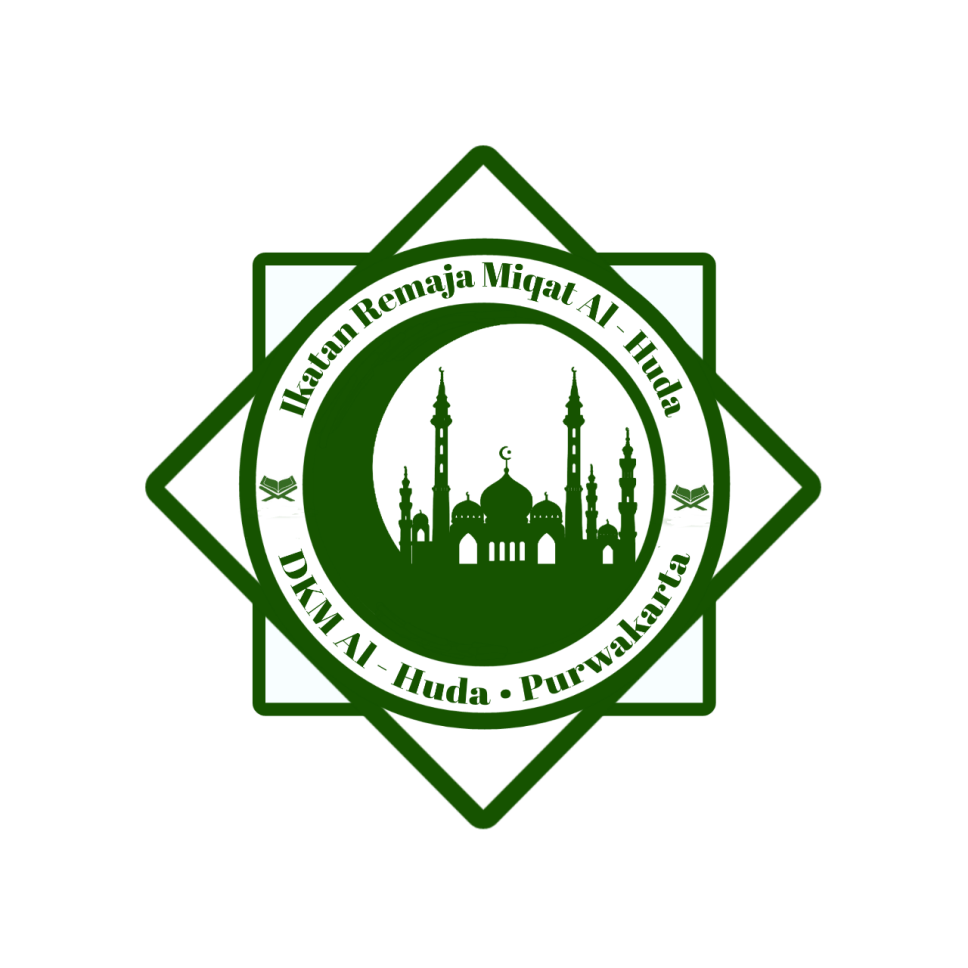 Ikatan Remaja Miqat Al - Huda
DKM Al - Huda • Purwakarta